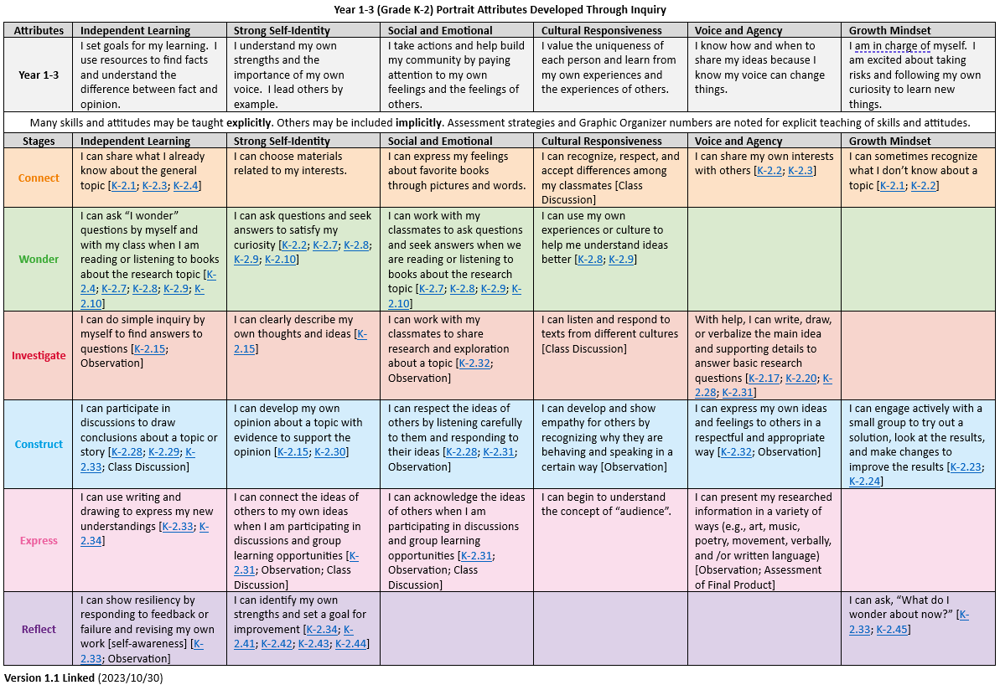 Year 1-3 (Grade K-2) Portrait Attributes Developed Through Inquiry
Attributes
Independent Learning
Strong Self-Identity
Social and Emotional
Cultural Responsiveness
Voice and Agency
Growth Mindset
Year 1-3
I set goals for my learning.  I
use resources to find facts
and understand the
difference between fact and
opinion.
I understand my own
strengths and the
importance of my own
voice.  I lead others by
example.
I take actions and help build
my community by paying
attention to my own
feelings and the feelings of
others.
I value the uniqueness of
each person and learn from
my own experiences and
the experiences of others.
I know how and when to
share my ideas because I
know my voice can change
things.
I am in charge of myself.  I
am excited about taking
risks and following my own
curiosity to learn new
things.
Many skills and attitudes may be taught explicitly. Others may be included implicitly. Assessment strategies and Graphic Organizer numbers are noted for explicit teaching of skills and attitudes.
Stages
Independent Learning
Strong Self-Identity
Social and Emotional
Cultural Responsiveness
Voice and Agency
Growth Mindset
Connect
I can share what I already
know about the general
topic [K-2.1; K-2.3; K-2.4]
I can choose materials
related to my interests.
I can express my feelings
about favorite books
through pictures and words.
I can recognize, respect, and
accept differences among
my classmates [Class
Discussion]
I can share my own interests
with others [K-2.2; K-2.3]
I can sometimes recognize
what I don’t know about a
topic [K-2.1; K-2.2]
Wonder
I can ask “I wonder”
questions by myself and
with my class when I am
reading or listening to books
about the research topic [K-
2.4; K-2.7; K-2.8; K-2.9; K-
2.10]
I can ask questions and seek
answers to satisfy my
curiosity [K-2.2; K-2.7; K-2.8;
K-2.9; K-2.10]
I can work with my
classmates to ask questions
and seek answers when we
are reading or listening to
books about the research
topic [K-2.7; K-2.8; K-2.9; K-
2.10]
I can use my own
experiences or culture to
help me understand ideas
better [K-2.8; K-2.9]
Investigate
I can do simple inquiry by
myself to find answers to
questions [K-2.15;
Observation]
I can clearly describe my
own thoughts and ideas [K-
2.15]
I can work with my
classmates to share
research and exploration
about a topic [K-2.32;
Observation]
I can listen and respond to
texts from different cultures
[Class Discussion]
With help, I can write, draw,
or verbalize the main idea
and supporting details to
answer basic research
questions [K-2.17; K-2.20; K-
2.28; K-2.31]
Construct
I can participate in
discussions to draw
conclusions about a topic or
story [K-2.28; K-2.29; K-
2.33; Class Discussion]
I can develop my own
opinion about a topic with
evidence to support the
opinion [K-2.15; K-2.30]
I can respect the ideas of
others by listening carefully
to them and responding to
their ideas [K-2.28; K-2.31;
Observation]
I can develop and show
empathy for others by
recognizing why they are
behaving and speaking in a
certain way [Observation]
I can express my own ideas
and feelings to others in a
respectful and appropriate
way [K-2.32; Observation]
I can engage actively with a
small group to try out a
solution, look at the results,
and make changes to
improve the results [K-2.23;
K-2.24]
Express
I can use writing and
drawing to express my new
understandings [K-2.33; K-
2.34]
I can connect the ideas of
others to my own ideas
when I am participating in
discussions and group
learning opportunities [K-
2.31; Observation; Class
Discussion]
I can acknowledge the ideas
of others when I am
participating in discussions
and group learning
opportunities [K-2.31;
Observation; Class
Discussion]
I can begin to understand
the concept of “audience”.
I can present my researched
information in a variety of
ways (e.g., art, music,
poetry, movement, verbally,
and /or written language)
[Observation; Assessment
of Final Product]
Reflect
I can show resiliency by
responding to feedback or
failure and revising my own
work [self-awareness] [K-
2.33; Observation]
I can identify my own
strengths and set a goal for
improvement [K-2.34; K-
2.41; K-2.42; K-2.43; K-2.44]
I can ask, “What do I
wonder about now?” [K-
2.33; K-2.45]
Version 1.1 Linked (2023/10/30)